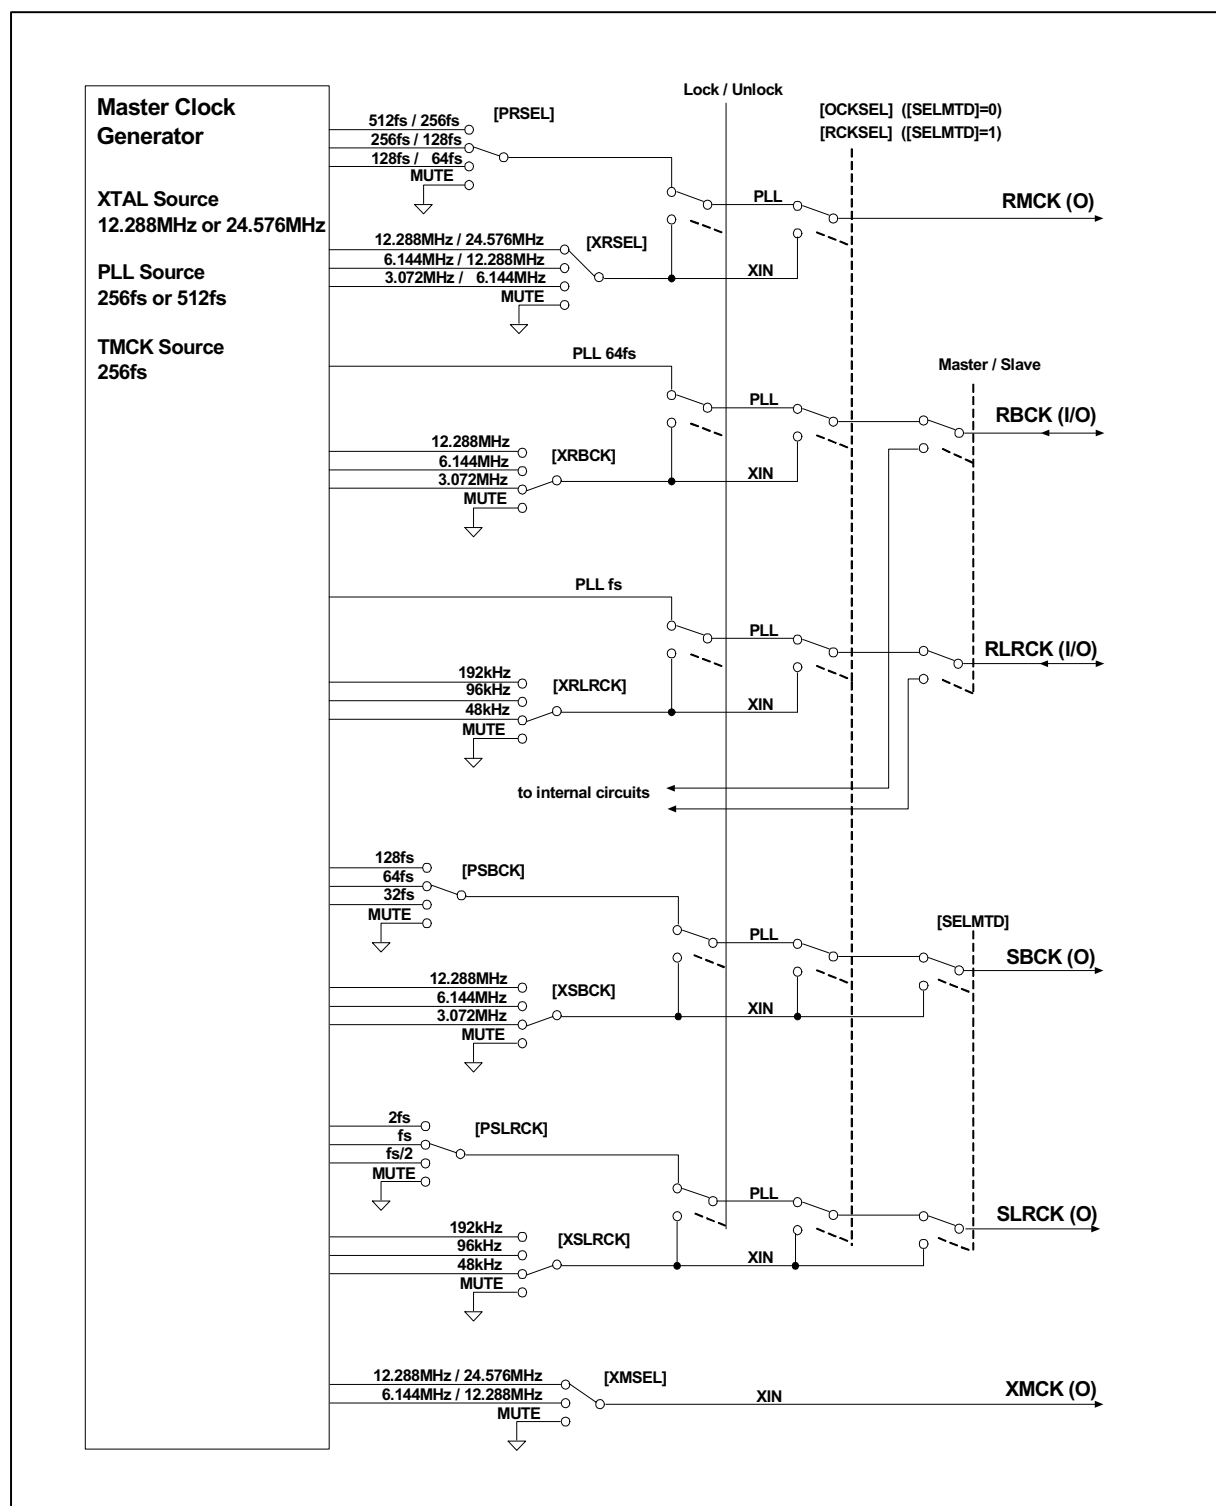 Lock / Unlock
Master Clock
Generator
[PRSEL]
[OCKSEL] ([SELMTD]=0)
[RCKSEL] ([SELMTD]=1)
512fs / 256fs
256fs / 128fs
128fs / 64fs
MUTE
PLL
RMCK (O)
XTAL Source
12.288MHz or 24.576MHz
12.288MHz / 24.576MHz
[XRSEL]
6.144MHz / 12.288MHz
3.072MHz / 6.144MHz
MUTE
XIN
PLL Source
256fs or 512fs
TMCK Source
256fs
PLL 64fs
Master / Slave
PLL
RBCK (I/O)
12.288MHz
6.144MHz
3.072MHz
MUTE
[XRBCK]
XIN
PLL fs
PLL
RLRCK (I/O)
192kHz
96kHz
48kHz
MUTE
[XRLRCK]
XIN
to internal circuits
128fs
64fs
32fs
MUTE
[PSBCK]
[SELMTD]
PLL
SBCK (O)
12.288MHz
6.144MHz
3.072MHz
MUTE
[XSBCK]
XIN
2fs
fs
fs/2
MUTE
[PSLRCK]
PLL
SLRCK (O)
192kHz
96kHz
48kHz
MUTE
[XSLRCK]
XIN
12.288MHz / 24.576MHz
6.144MHz / 12.288MHz
MUTE
[XMSEL]
XIN
XMCK (O)